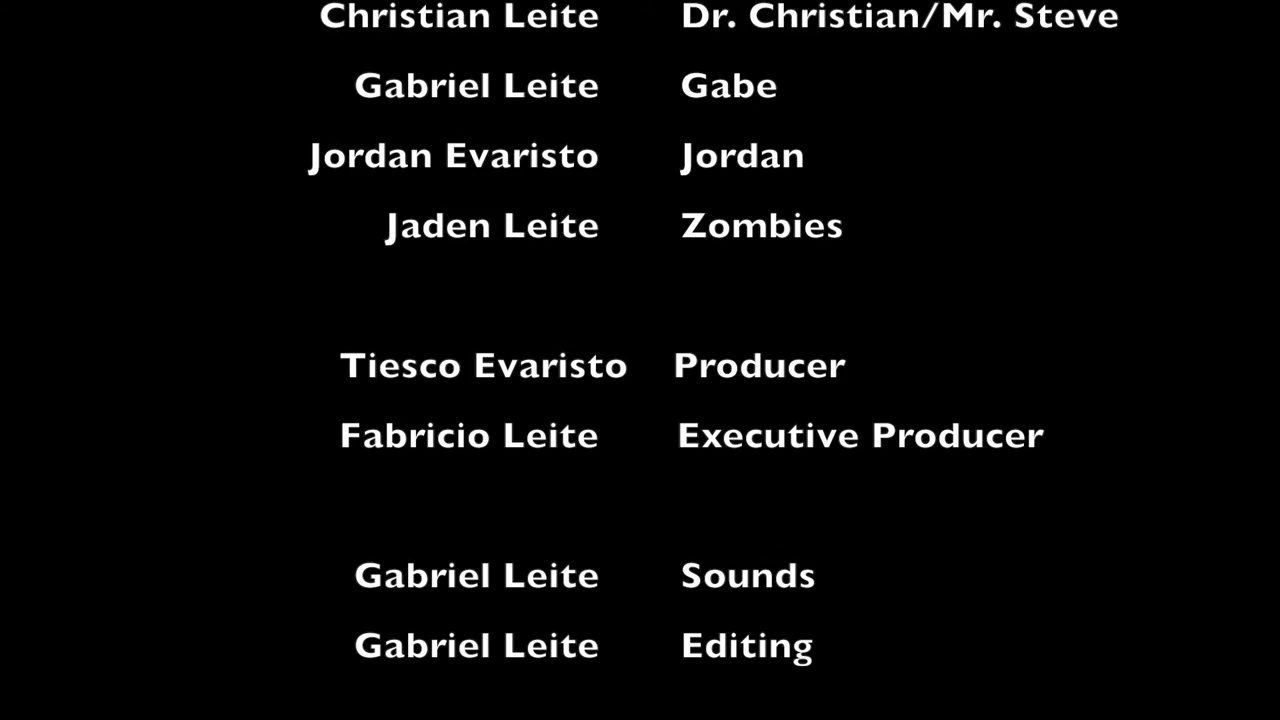 Christian Leite Dr. Christian/Mr. Steve
Gabriel Leite Gabe
Jordan Evaristo Jordan
Jaden Leite Zombies
Tiesco Evaristo Producer
Fabricio Leite Executive Producer
Gabriel Leite Sounds
Gabriel Leite Editing